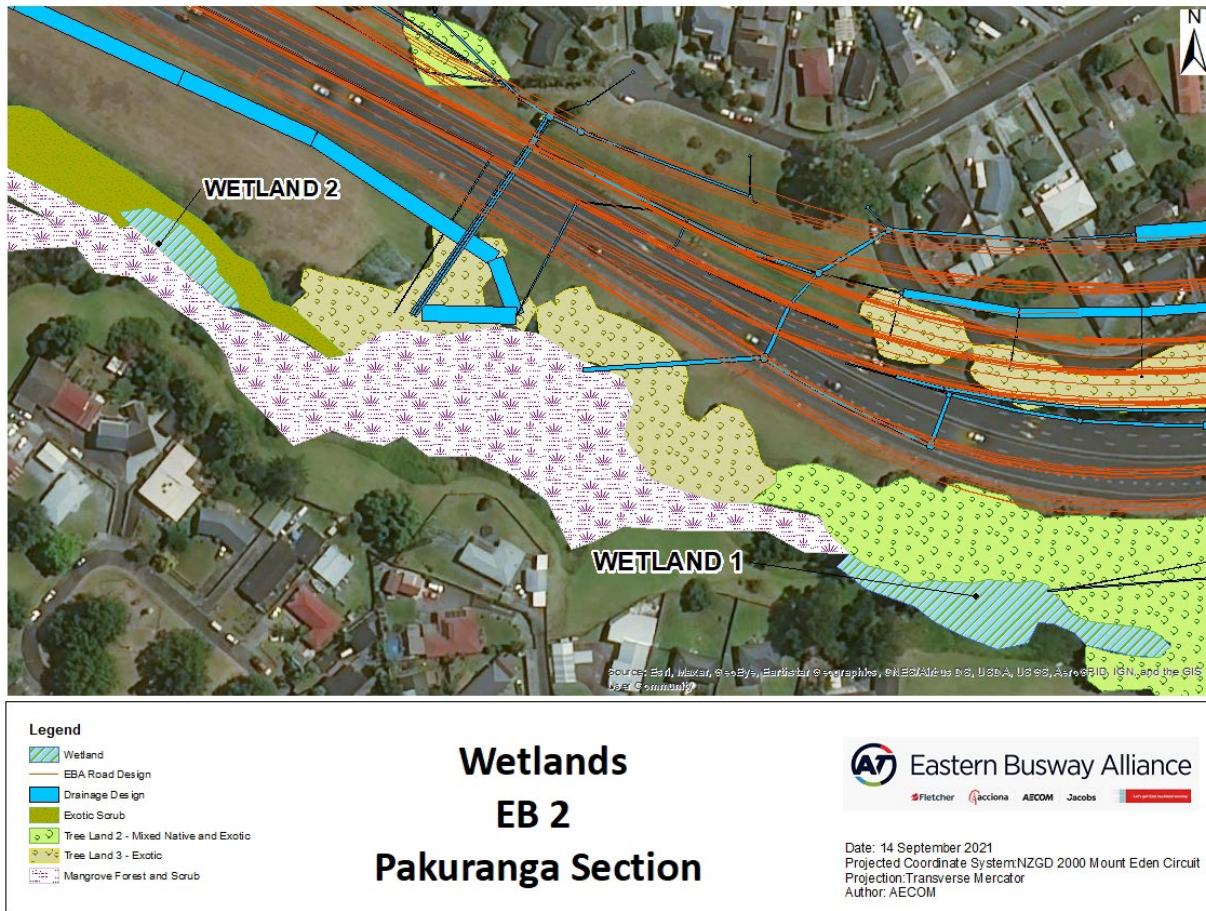 N
WETLAND 2
WETLAND 1
Source: Esri, Maxar, GeoEye, Earthstar Geographics, CNES/Airbus DS, USDA, USGS, AeroGRID, IGN, and the GIS
User Community
Legend
Wetland
EBA Road Design
Drainage Design
Exotic Scrub
Tree Land 2 - Mixed Native and Exotic
Tree Land 3 - Exotic
Mangrove Forest and Scrub
Wetlands
EB 2
Pakuranga Section
AT Eastern Busway Alliance
Fletcher acciona AECOM Jacobs
Date: 14 September 2021
Projected Coordinate System:NZGD 2000 Mount Eden Circuit
Projection:Transverse Mercator
Author: AECOM